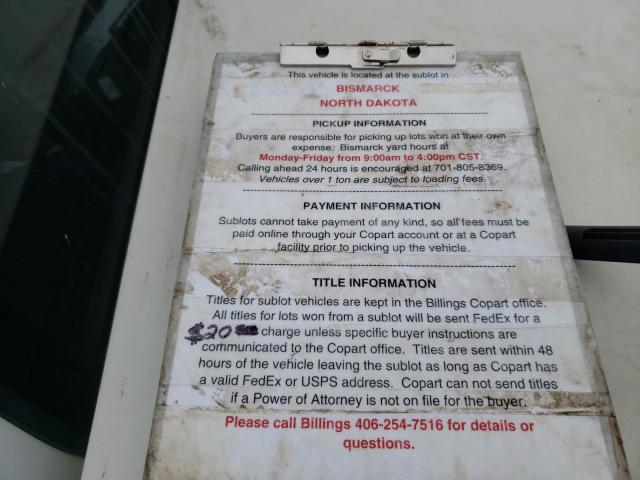 This vehicle is located at the sublot in
BISMARCK
NORTH DAKOTA
PICKUP INFORMATION
Buyers are responsible for picking up lots won at their own
expense. Bismarck yard hours at
Monday-Friday from 9:00am to 4:00pm CST.
Calling ahead 24 hours is encouraged at 701-805-8369.
Vehicles over 1 ton are subject to loading fees.
PAYMENT INFORMATION
Sublots cannot take payment of any kind, so all fees must be
paid online through your Copart account or at a Copart
facility prior to picking up the vehicle.
TITLE INFORMATION
Titles for sublot vehicles are kept in the Billings Copart office.
All titles for lots won from a sublot will be sent FedEx for a
$20 charge unless specific buyer instructions are
communicated to the Copart office. Titles are sent within 48
hours of the vehicle leaving the sublot as long as Copart has
a valid FedEx or USPS address. Copart can not send titles
if a Power of Attorney is not on file for the buyer.
Please call Billings 406-254-7516 for details or
questions.